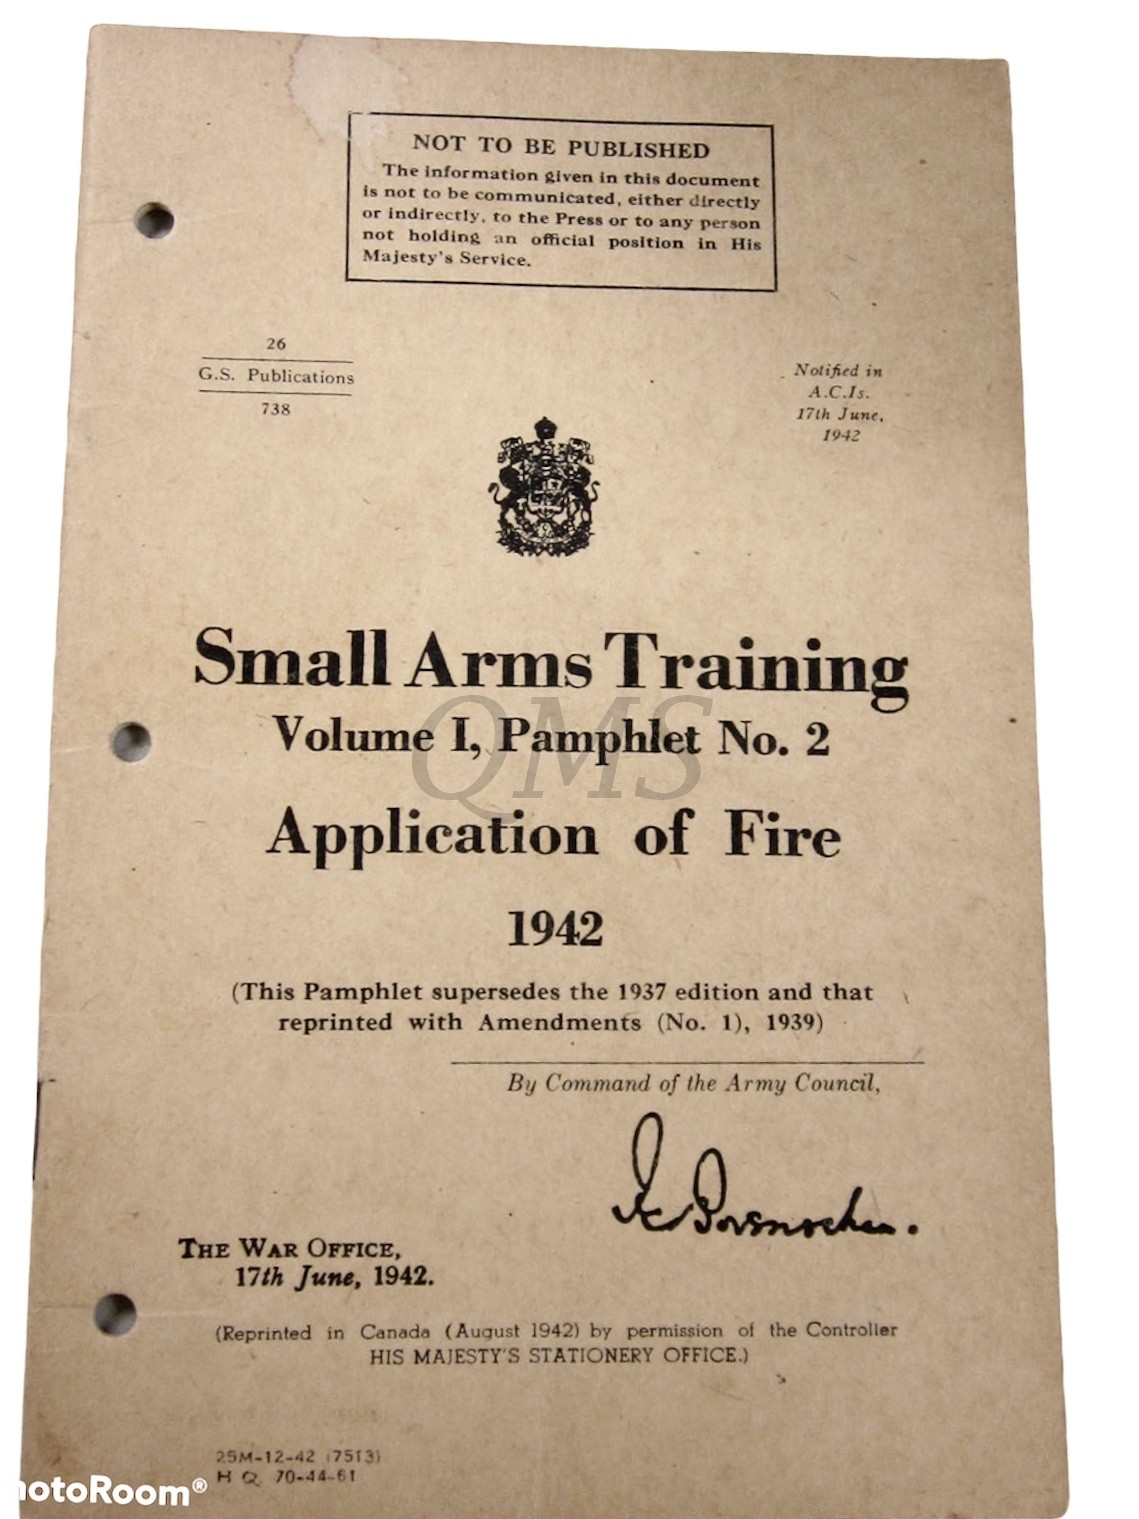 NOT TO BE PUBLISHED
The information given in this document
is not to be communicated, either directly
or indirectly, to the Press or to any person
not holding an official position in His
Majesty's Service.
26
G.S. Publications
738
Notified in
A.C.Is.
17th June,
1942
Small Arms Training
Volume I, Pamphlet No. 2
QMS
Application of Fire
1942
(This Pamphlet supersedes the 1937 edition and that
reprinted with Amendments (No. 1), 1939)
By Command of the Army Council,
THE WAR OFFICE,
17th June, 1942.
(Reprinted in Canada (August 1942) by permission of the Controller
HIS MAJESTY'S STATIONERY OFFICE.)
25M-12-42 (7513)
H Q 70-44-61
hotoRoom®